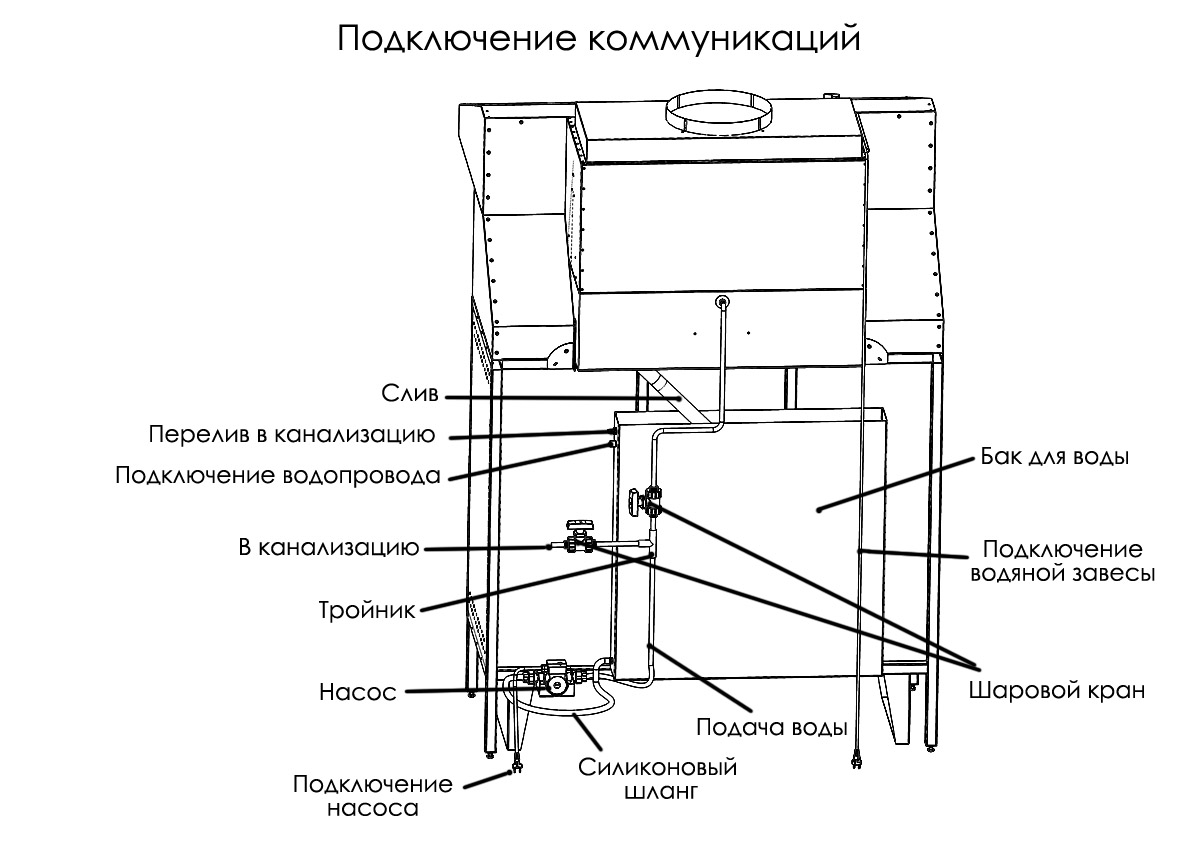 Подключение коммуникаций
Слив
Перелив в канализацию
Подключение водопровода
Бак для воды
В канализацию
Подключение
водяной завесы
Тройник
Насос
Шаровой кран
Подача воды
Силиконовый
шланг
Подключение
насоса